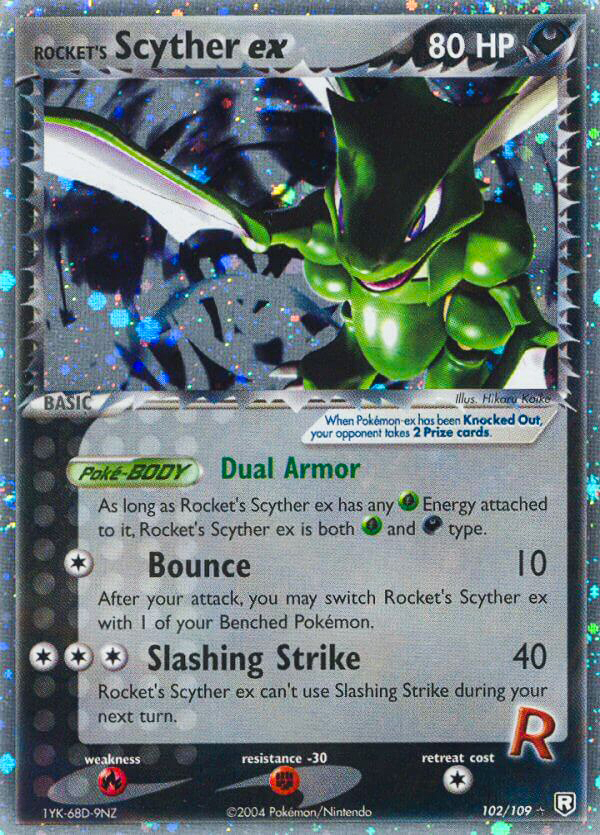 ROCKET'S Scyther ex 80 HP
BASIC
Illus. Hikaru Koike
When Pokémon-ex has been Knocked Out,
your opponent takes 2 Prize cards.
Poké-BODY Dual Armor
As long as Rocket's Scyther ex has any Energy attached
to it, Rocket's Scyther ex is both and type.
Bounce 10
After your attack, you may switch Rocket's Scyther ex
with 1 of your Benched Pokémon.
Slashing Strike 40
Rocket's Scyther ex can't use Slashing Strike during your
next turn.
R
weakness resistance -30 retreat cost
1YK-68D-9NZ ©2004 Pokémon/Nintendo 102/109 R